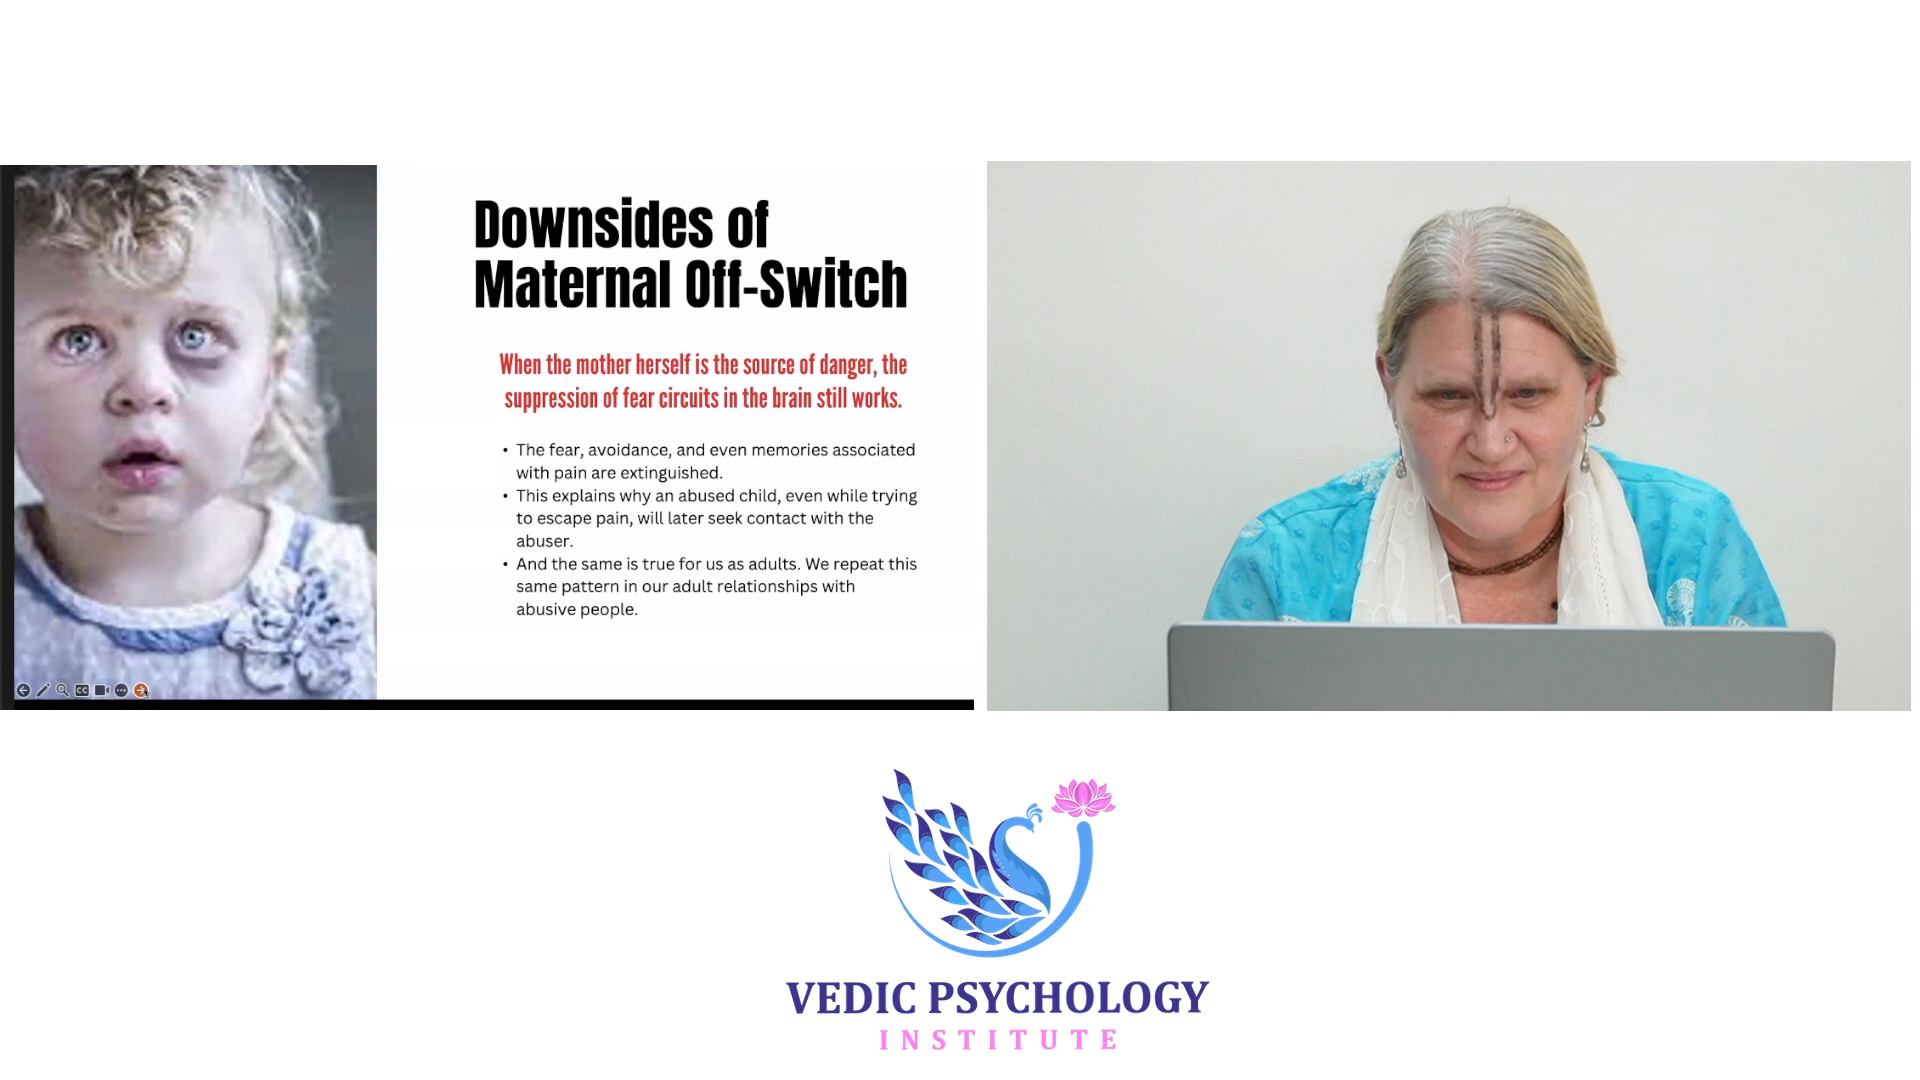 Downsides of
Maternal Off-Switch
When the mother herself is the source of danger, the
suppression of fear circuits in the brain still works.
• The fear, avoidance, and even memories associated
with pain are extinguished.
• This explains why an abused child, even while trying
to escape pain, will later seek contact with the
abuser.
• And the same is true for us as adults. We repeat this
same pattern in our adult relationships with
abusive people.
CC
VEDIC PSYCHOLOGY
INSTITUTE